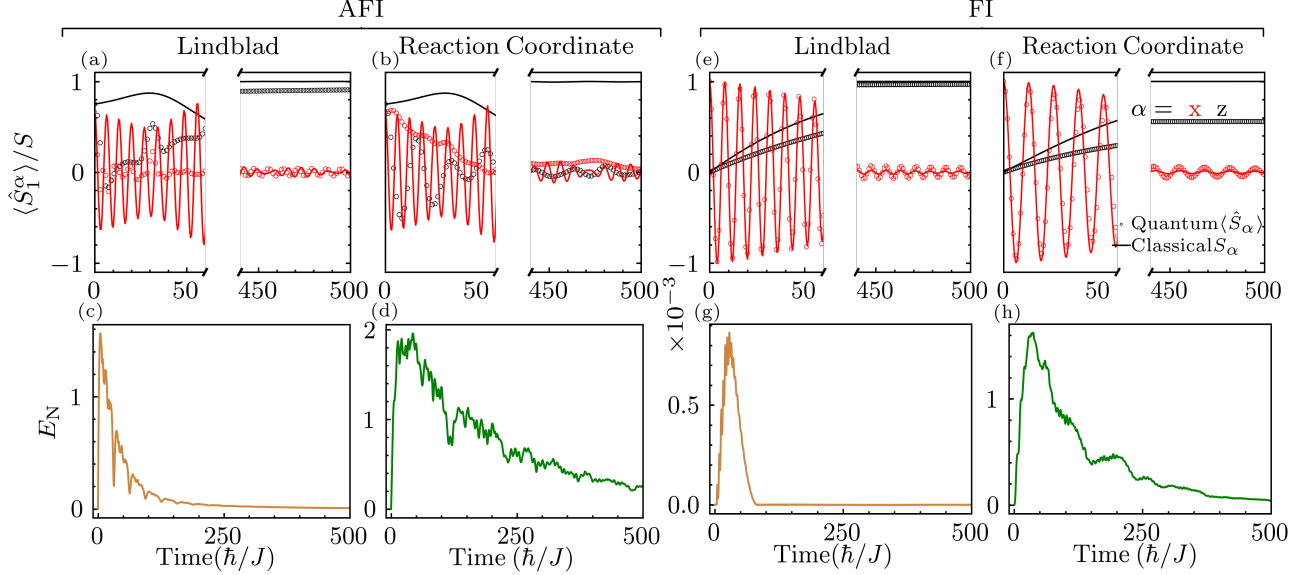 AFI
FI
Lindblad
Reaction Coordinate
Lindblad
Reaction Coordinate
(a)
(b)
(e)
(f)
⟨Ŝ₁^α⟩/S
1
0
−1
0
50
450
500
0
50
450
500
1
0
−1
0
50
450
500
0
50
450
500
α = x z
Quantum⟨Ŝ_α⟩
Classical S_α
(c)
(d)
(g)
(h)
E_N
1
0
0
250
500
Time(ħ/J)
2
1
0
0
250
500
Time (ħ/J)
×10⁻³
0.5
0.0
0
250
500
Time(ħ/J)
1
0
0
250
500
Time (ħ/J)